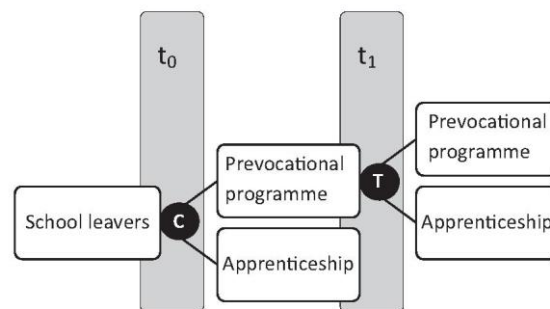 t₀
t₁
Prevocational
programme
T
Prevocational
programme
School leavers
C
Apprenticeship
Apprenticeship